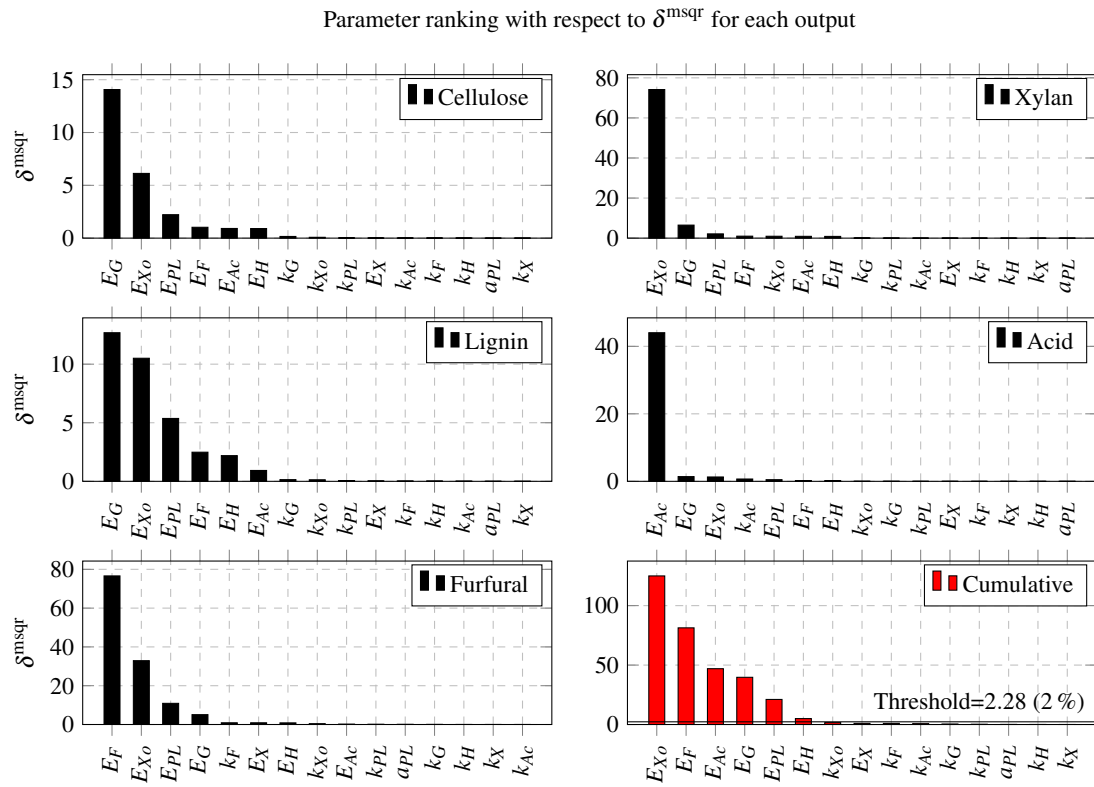 Parameter ranking with respect to δ^msqr for each output
15
10
5
0
δ^msqr
Cellulose
E_G E_Xo E_PL E_F E_Ac E_H k_G k_Xo k_PL E_X k_Ac k_F k_H a_PL k_X
80
60
40
20
0
Xylan
E_Xo E_G E_PL E_F k_Xo E_Ac E_H k_G k_PL k_Ac E_X k_F k_H k_X a_PL
10
5
0
δ^msqr
Lignin
E_G E_Xo E_PL E_F E_H E_Ac k_G k_Xo k_PL E_X k_F k_H k_Ac a_PL k_X
40
20
0
Acid
E_Ac E_G E_Xo k_Ac E_PL E_F E_H k_Xo k_G k_PL E_X k_F k_X k_H a_PL
80
60
40
20
0
δ^msqr
Furfural
E_F E_Xo E_PL E_G k_F E_X E_H k_Xo E_Ac k_PL a_PL k_G k_H k_X k_Ac
100
50
0
Cumulative
Threshold=2.28 (2 %)
E_Xo E_F E_Ac E_G E_PL E_H k_Xo E_X k_F k_Ac k_G k_PL a_PL k_H k_X